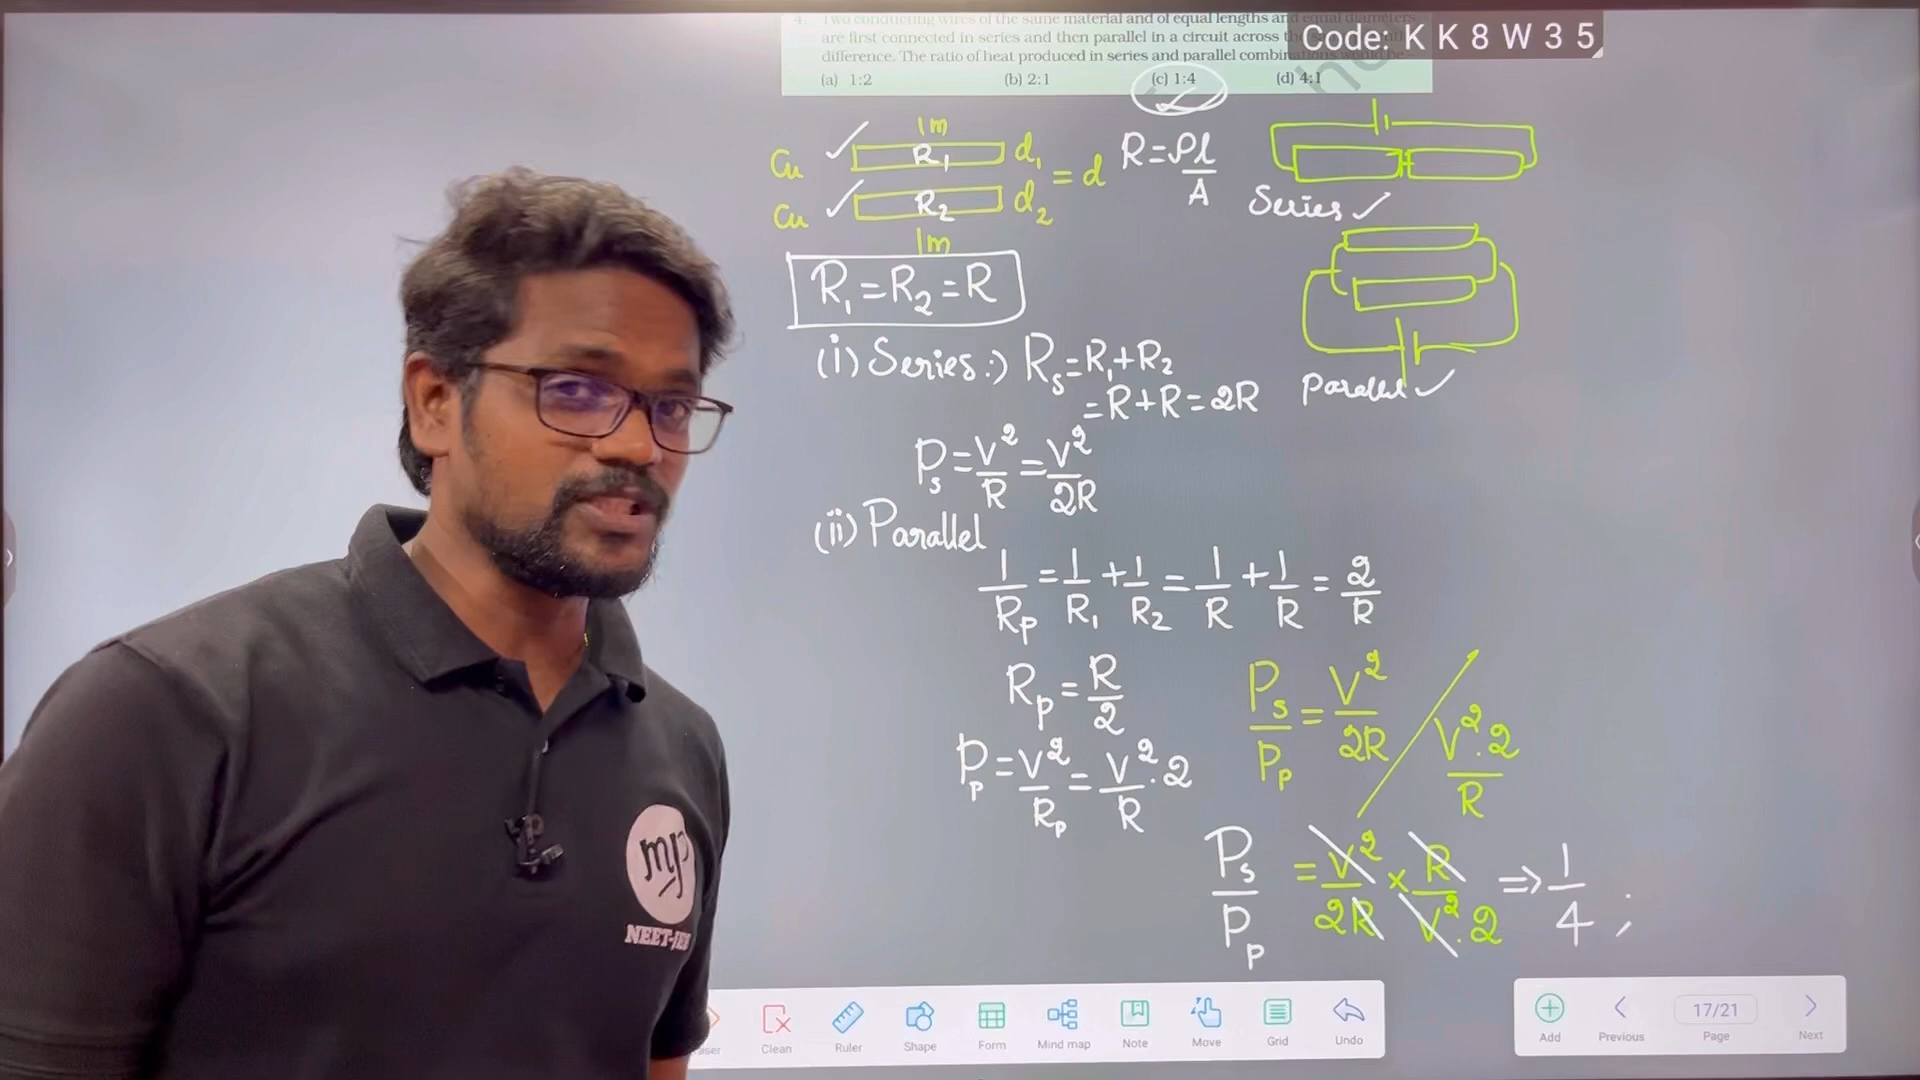 4. Two conducting wires of the same material and of equal lengths and equal diameters
are first connected in series and then parallel in a circuit across the
difference. The ratio of heat produced in series and parallel combinations would be
(a) 1:2 (b) 2:1 (c) 1:4 (d) 4:1
Code: K K 8 W 3 5
1m
Cu R₁ d₁
= d
Cu R₂ d₂
1m
R = ρl/A
Series ✓
R₁ = R₂ = R
Parallel ✓
(i) Series:) Rₛ = R₁ + R₂
= R + R = 2R
Pₛ = V²/R = V²/2R
(ii) Parallel
1/Rₚ = 1/R₁ + 1/R₂ = 1/R + 1/R = 2/R
Rₚ = R/2
Pₚ = V²/Rₚ = V²/R · 2
Pₛ/Pₚ = V²/2R / V²·2/R
Pₛ/Pₚ = V²/2R × R/V²·2 ⇒ 1/4 ;
mp
NEET-JEE
Clean Ruler Shape Form Mind map Note Move Grid Undo
Add Previous 17/21 Page Next